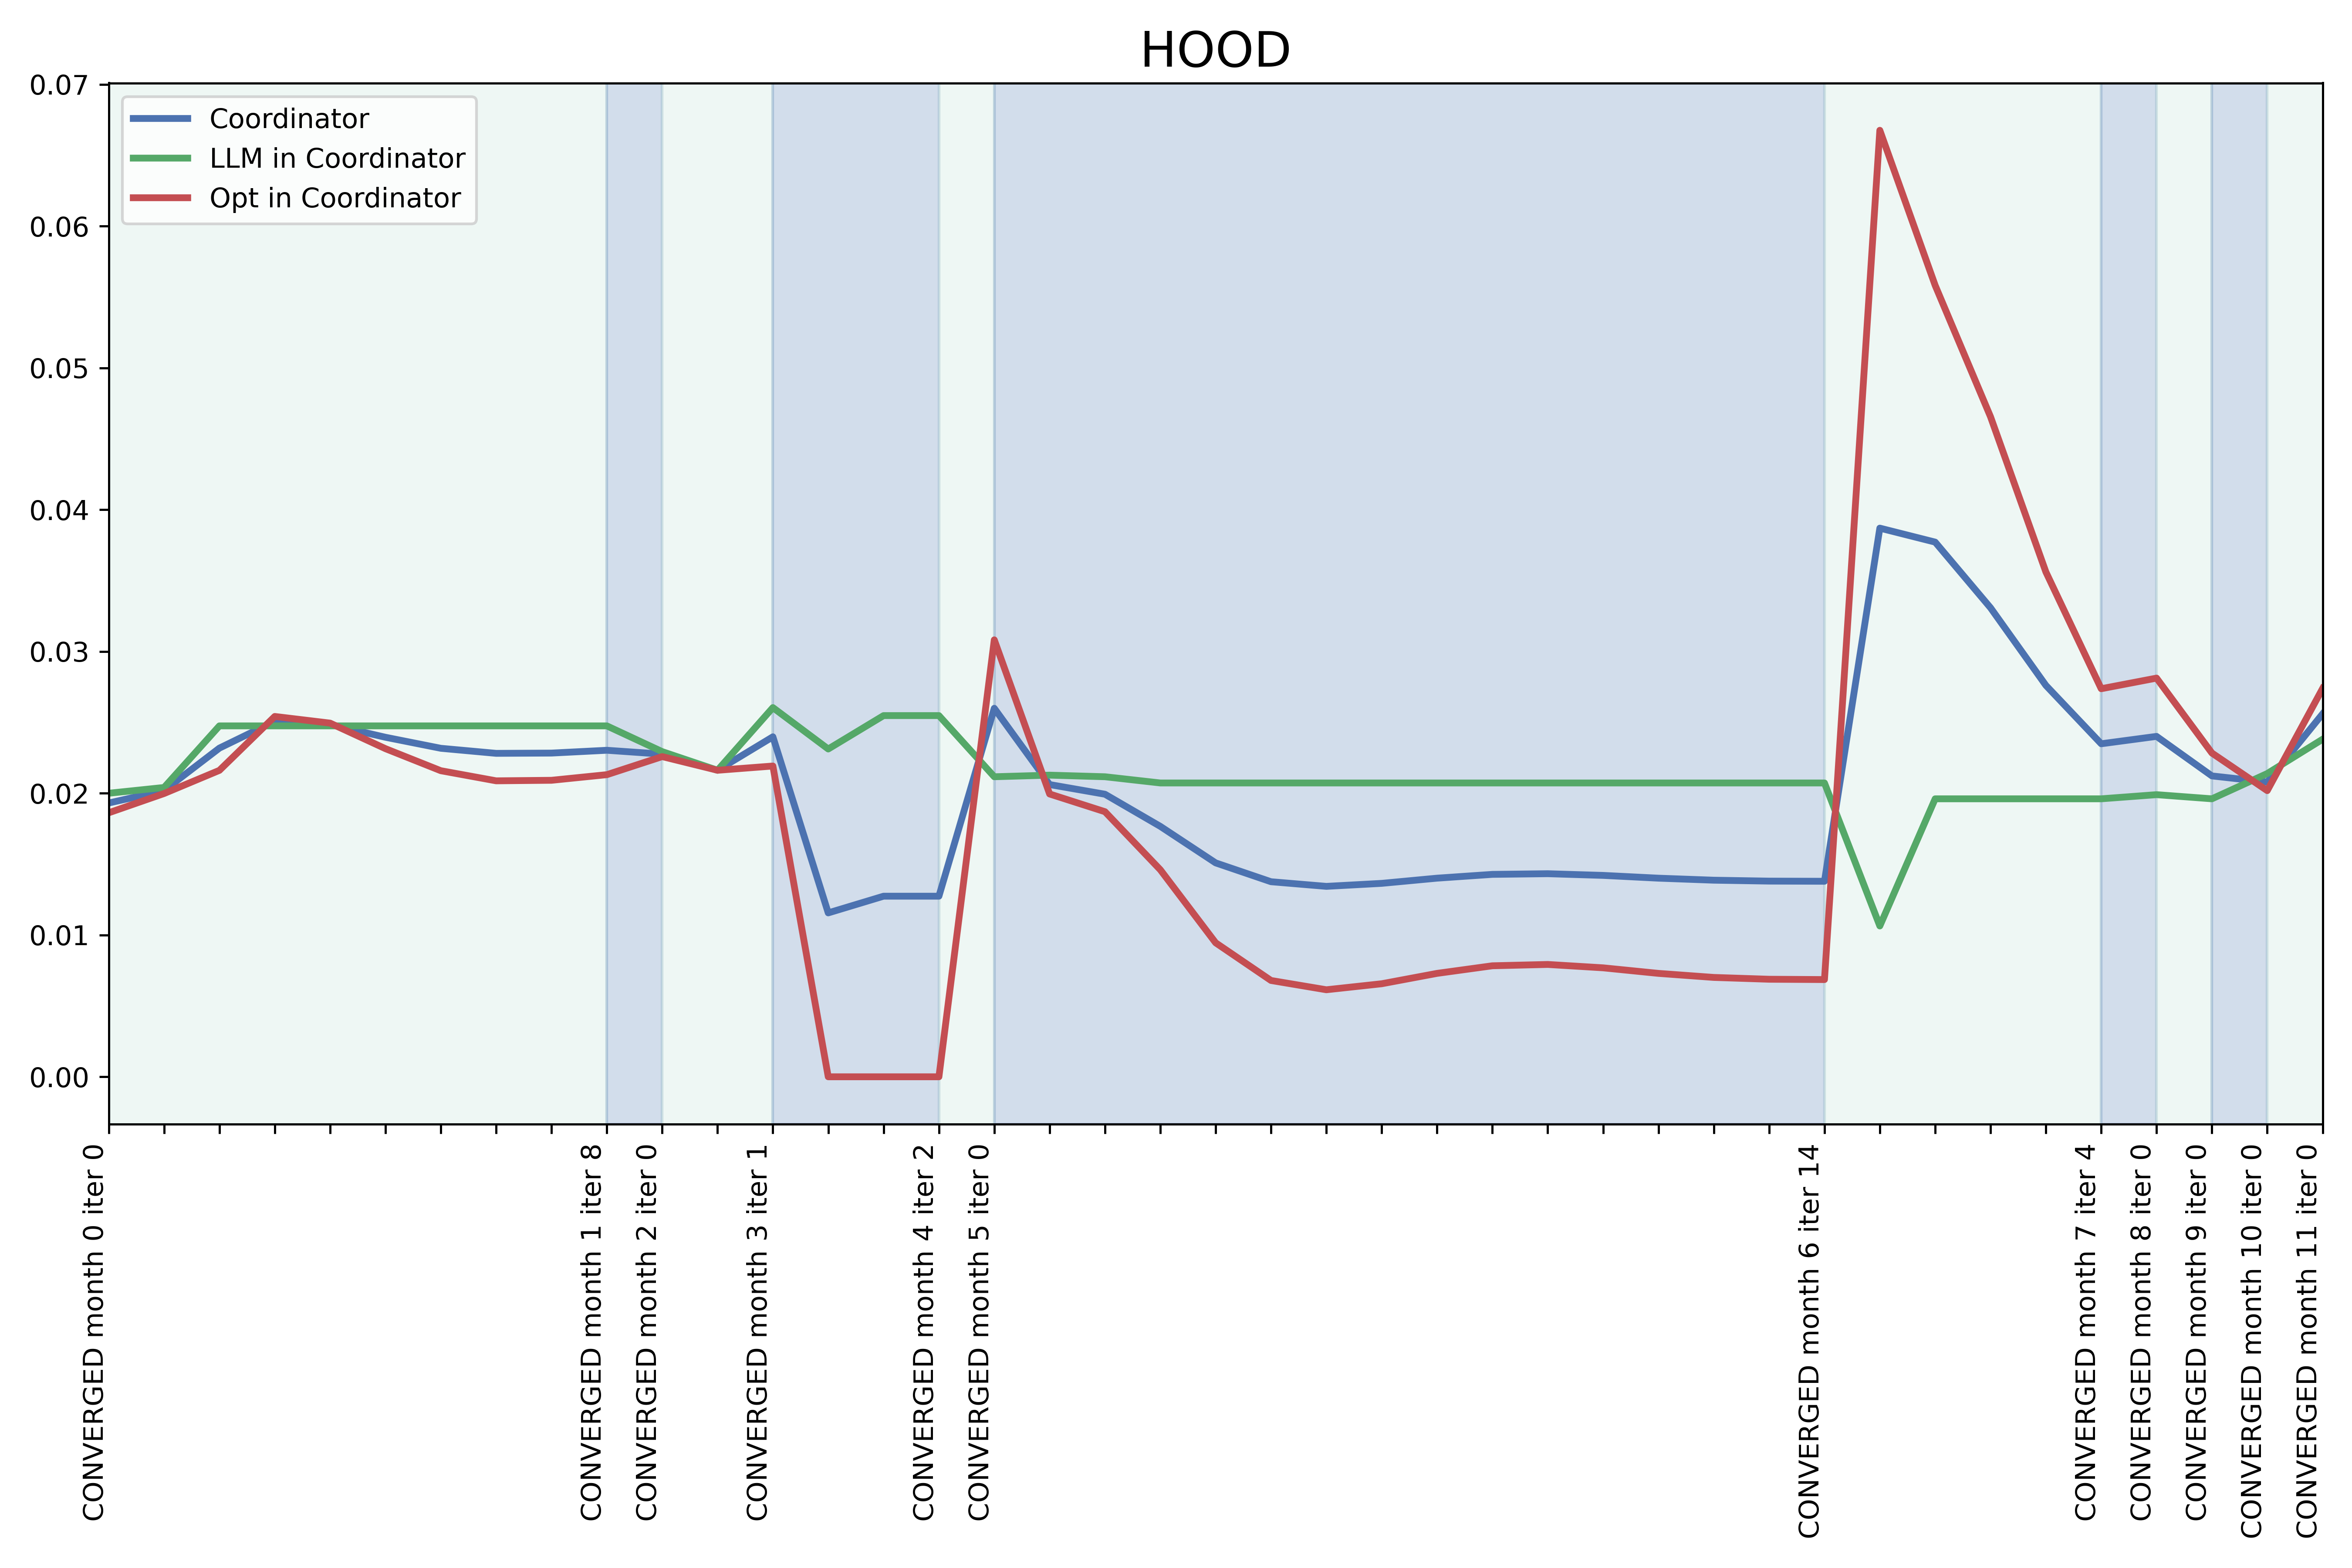 HOOD
0.07
0.06
0.05
0.04
0.03
0.02
0.01
0.00
Coordinator
LLM in Coordinator
Opt in Coordinator
CONVERGED month 0 iter 0
CONVERGED month 1 iter 8
CONVERGED month 2 iter 0
CONVERGED month 3 iter 1
CONVERGED month 4 iter 2
CONVERGED month 5 iter 0
CONVERGED month 6 iter 14
CONVERGED month 7 iter 4
CONVERGED month 8 iter 0
CONVERGED month 9 iter 0
CONVERGED month 10 iter 0
CONVERGED month 11 iter 0